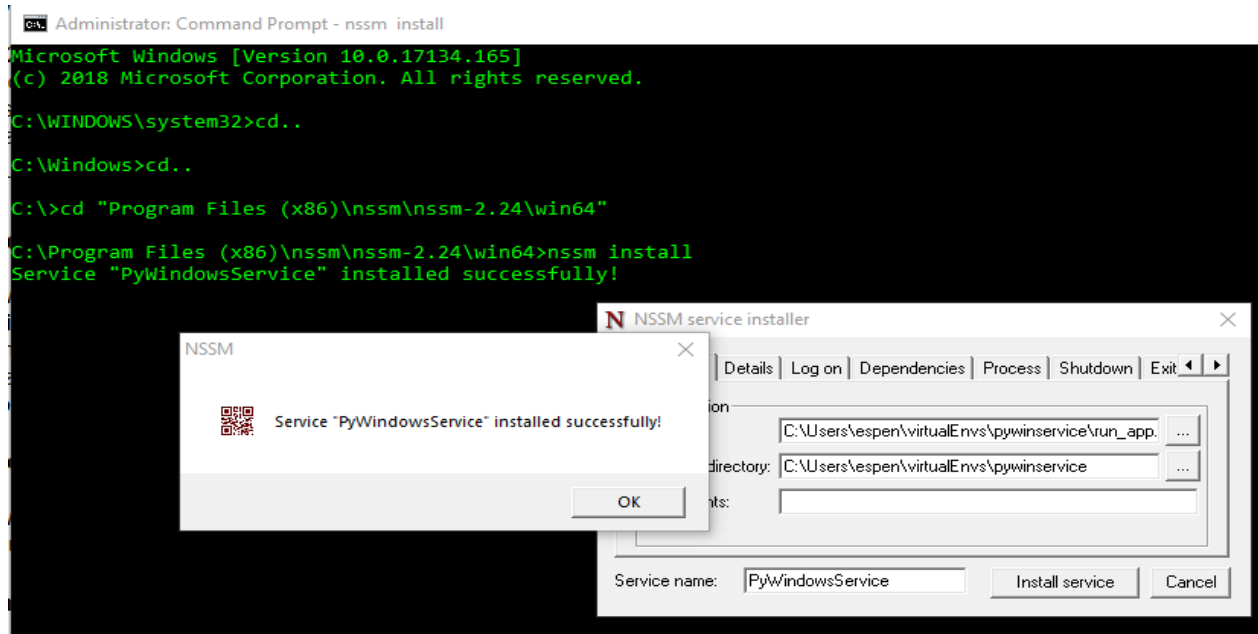 Administrator: Command Prompt - nssm install
Microsoft Windows [Version 10.0.17134.165]
(c) 2018 Microsoft Corporation. All rights reserved.
C:\WINDOWS\system32>cd..
C:\Windows>cd..
C:\>cd "Program Files (x86)\nssm\nssm-2.24\win64"
C:\Program Files (x86)\nssm\nssm-2.24\win64>nssm install
Service "PyWindowsService" installed successfully!
NSSM service installer
Details Log on Dependencies Process Shutdown Exit
ion
C:\Users\espen\virtualEnvs\pywinservice\run_app. ...
directory: C:\Users\espen\virtualEnvs\pywinservice ...
nts:
Service name: PyWindowsService Install service Cancel
NSSM
Service "PyWindowsService" installed successfully!
OK